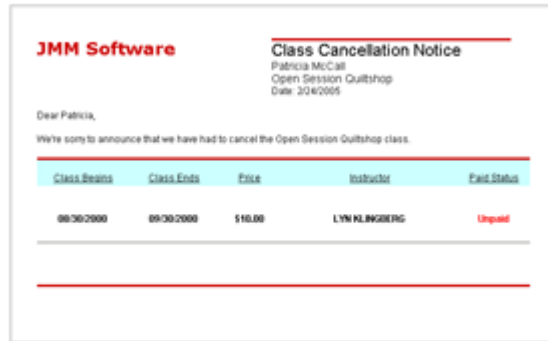 JMM Software
Class Cancellation Notice
Patricia McCall
Open Session Quiltshop
Date: 2/24/2005
Dear Patricia,
We're sorry to announce that we have had to cancel the Open Session Quiltshop class.
Class Begins Class Ends Price Instructor Paid Status
08/30/2000 09/30/2000 $10.00 LYN KLINGBERG Unpaid